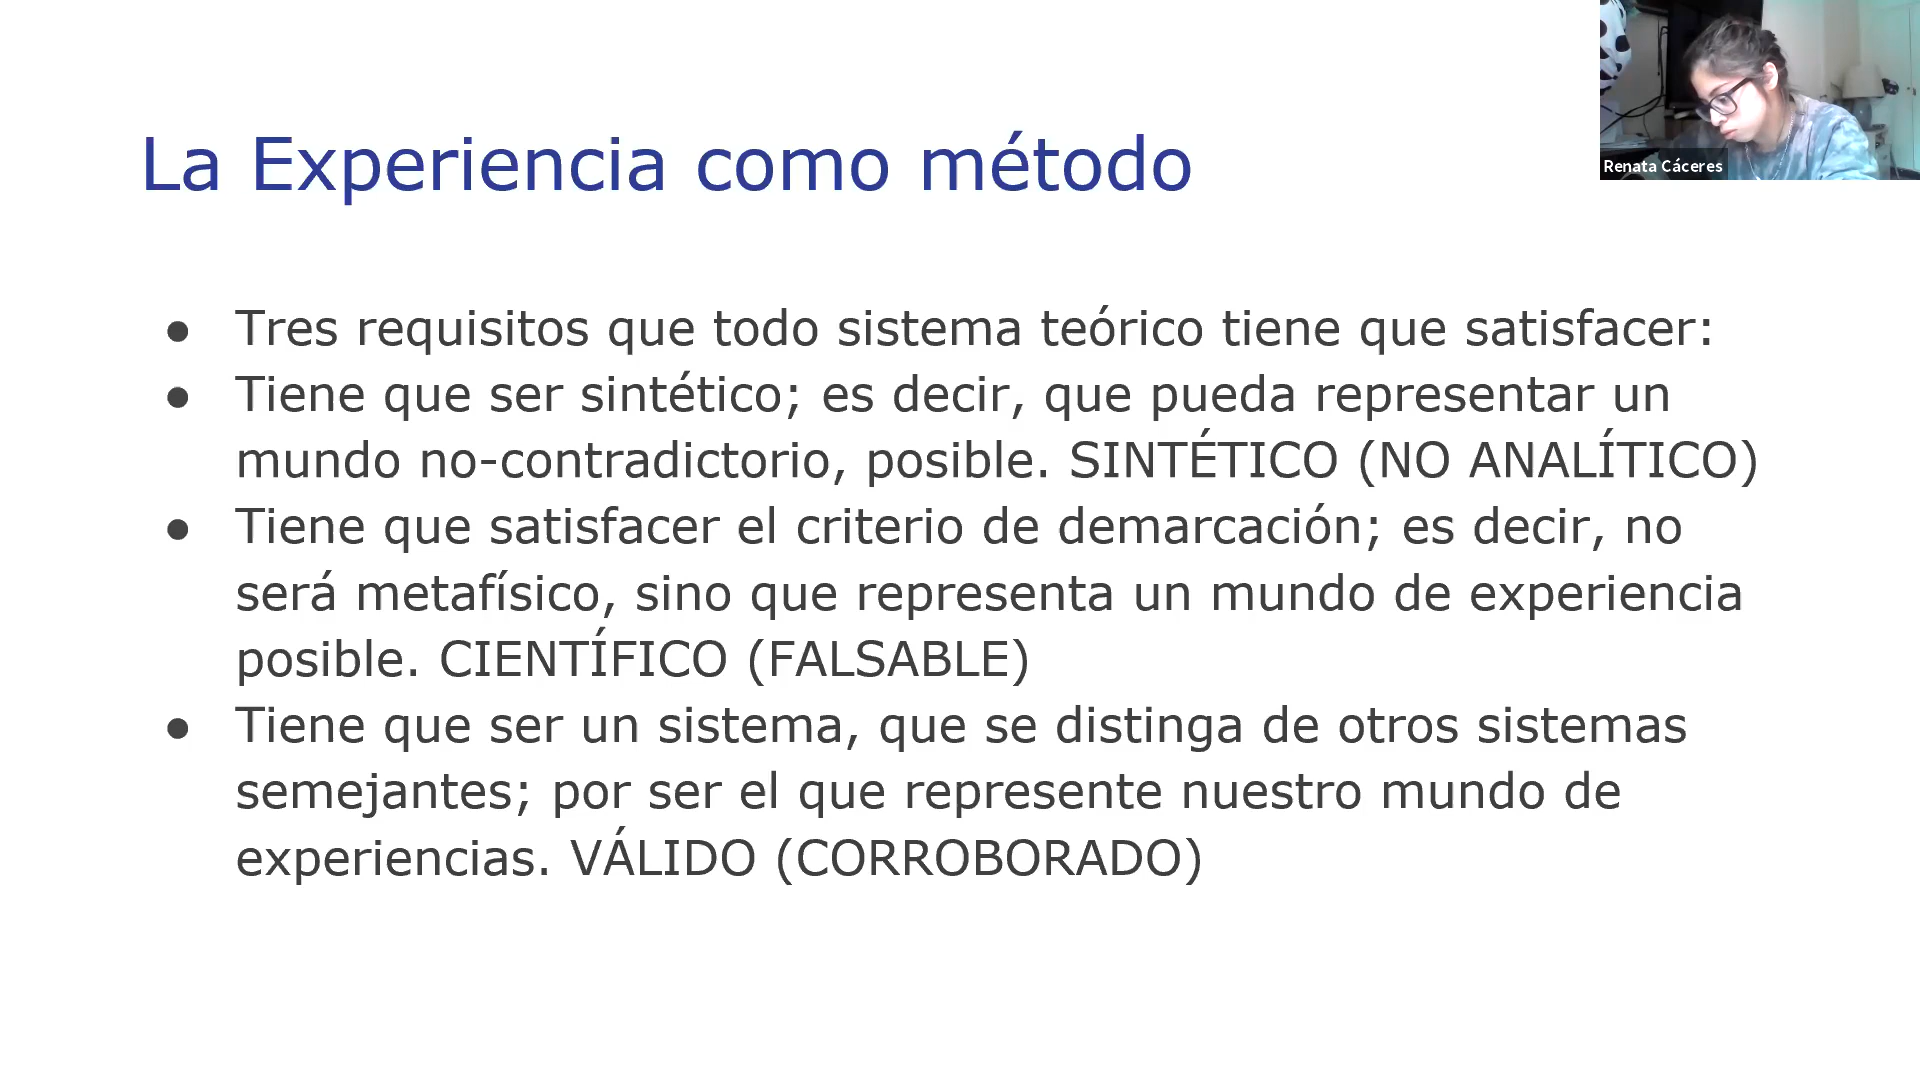 La Experiencia como método
Renata Cáceres
● Tres requisitos que todo sistema teórico tiene que satisfacer:
● Tiene que ser sintético; es decir, que pueda representar un
mundo no-contradictorio, posible. SINTÉTICO (NO ANALÍTICO)
● Tiene que satisfacer el criterio de demarcación; es decir, no
será metafísico, sino que representa un mundo de experiencia
posible. CIENTÍFICO (FALSABLE)
● Tiene que ser un sistema, que se distinga de otros sistemas
semejantes; por ser el que represente nuestro mundo de
experiencias. VÁLIDO (CORROBORADO)